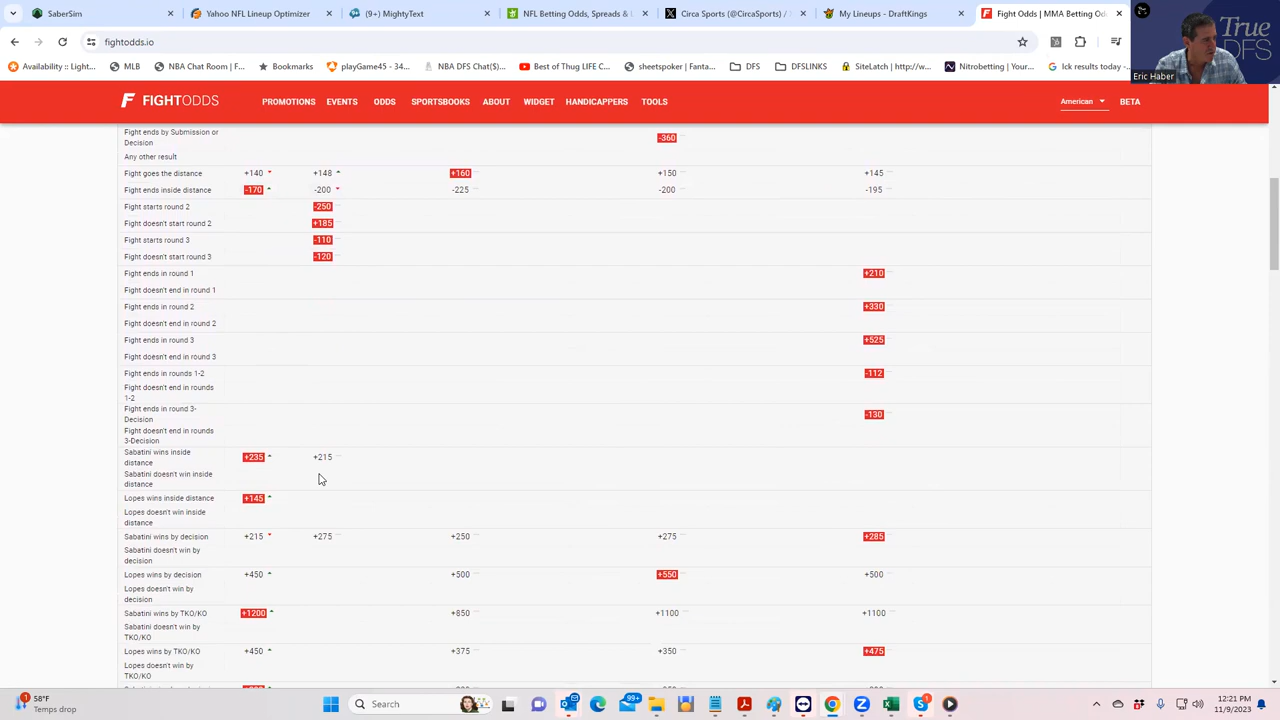 SaberSim
Yahoo NFL Lineup Optimizer
(9+) MightyText
NFL Betting Odds, Spreads &
Circa Sports (@CircaSports) /
My Lineups - DraftKings
Fight Odds | MMA Betting Od
fightodds.io
True
DFS
Eric Haber
Availability :: Light...
MLB
NBA Chat Room | F...
Bookmarks
playGame45 - 34...
NBA DFS Chat($)
Best of Thug LIFE C...
sheetspoker | Fanta...
DFS
DFSLINKS
SiteLatch | http://w...
Nitrobetting | Your...
Ick results today -...
FIGHTODDS
PROMOTIONS EVENTS ODDS SPORTSBOOKS ABOUT WIDGET HANDICAPPERS TOOLS
American
BETA
Fight ends by Submission or
Decision
-360
Any other result
Fight goes the distance +140 +148 +160 +150 +145
Fight ends inside distance -170 -200 -225 -200 -195
Fight starts round 2 -250
Fight doesn't start round 2 +185
Fight starts round 3 -110
Fight doesn't start round 3 -120
Fight ends in round 1 +210
Fight doesn't end in round 1
Fight ends in round 2 +330
Fight doesn't end in round 2
Fight ends in round 3 +525
Fight doesn't end in round 3
Fight ends in rounds 1-2 -112
Fight doesn't end in rounds
1-2
Fight ends in round 3-
Decision
-130
Fight doesn't end in rounds
3-Decision
Sabatini wins inside
distance
+235 +215
Sabatini doesn't win inside
distance
Lopes wins inside distance +145
Lopes doesn't win inside
distance
Sabatini wins by decision +215 +275 +250 +275 +285
Sabatini doesn't win by
decision
Lopes wins by decision +450 +500 +550 +500
Lopes doesn't win by
decision
Sabatini wins by TKO/KO +1200 +850 +1100 +1100
Sabatini doesn't win by
TKO/KO
Lopes wins by TKO/KO +450 +375 +350 +475
Lopes doesn't win by
TKO/KO
1
58°F
Temps drop
Search
99+
1
12:21 PM
11/9/2023